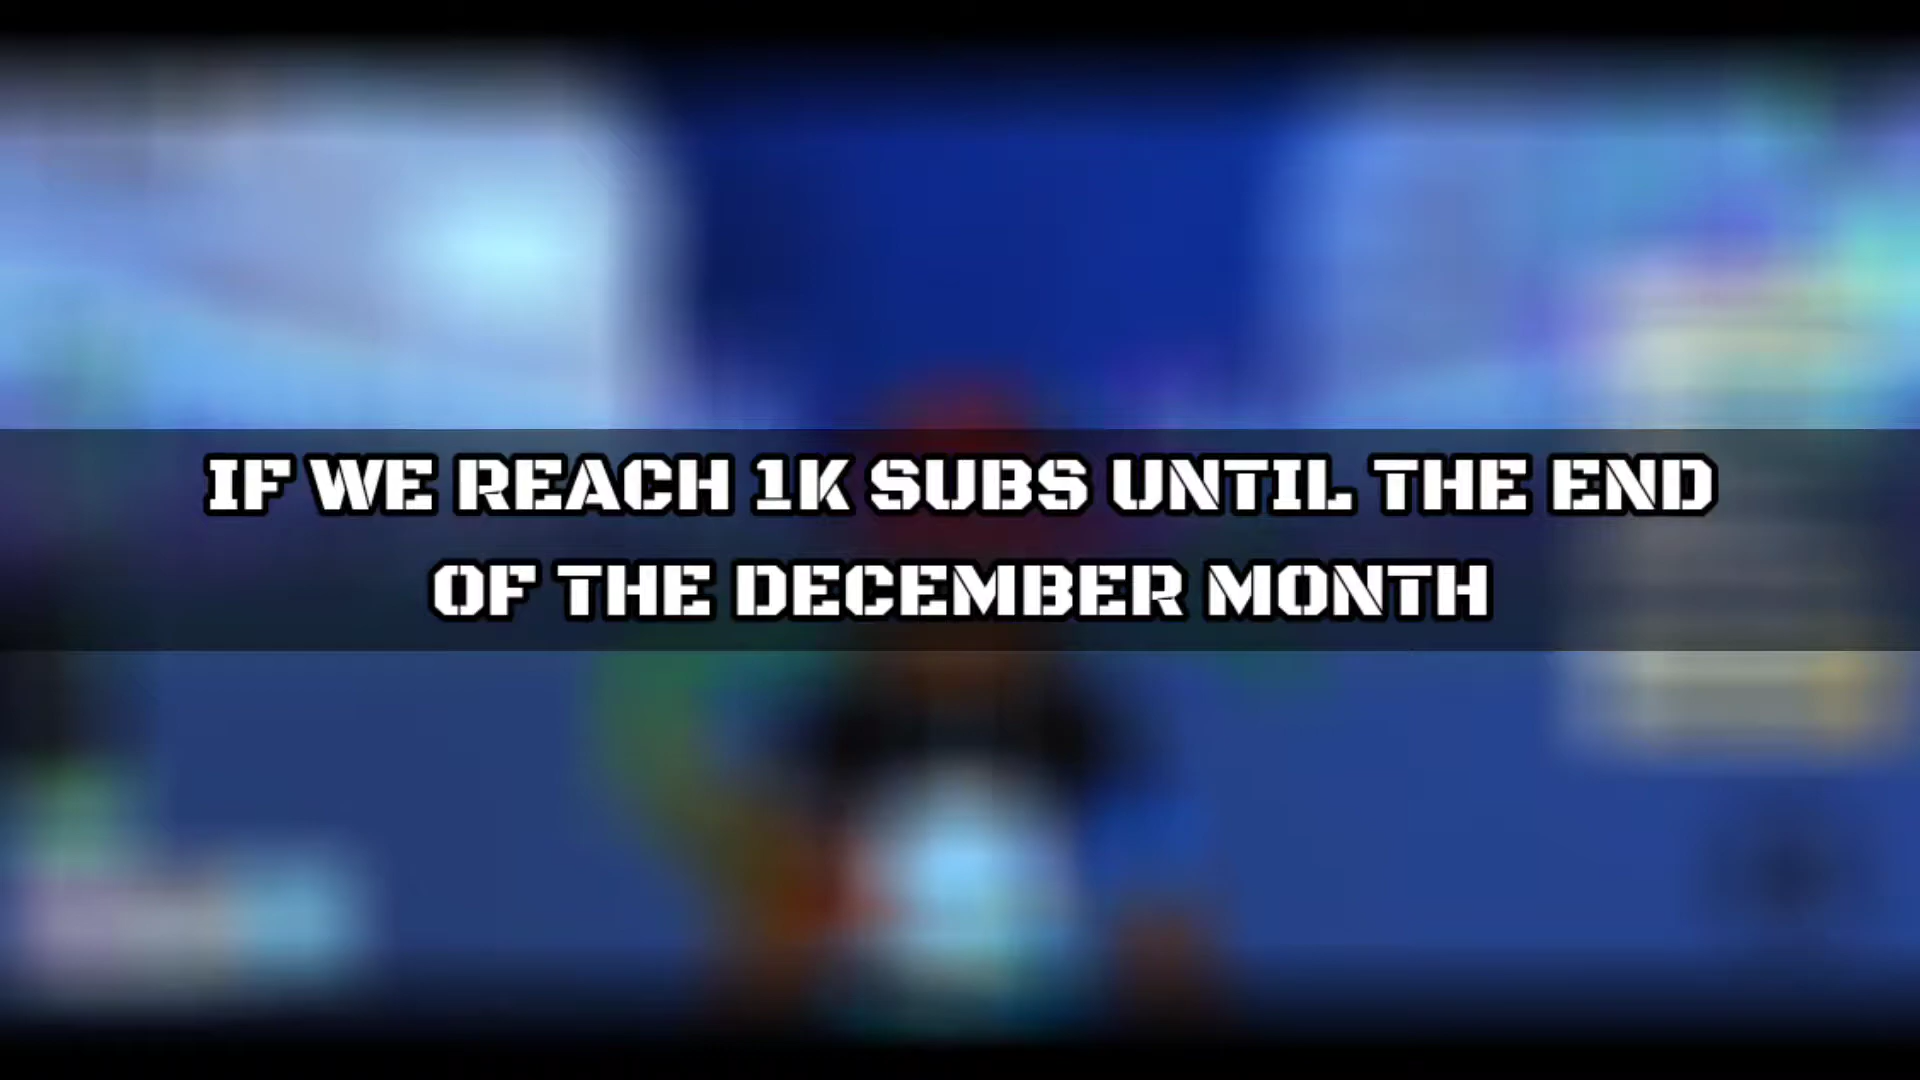 IF WE REACH 1K SUBS UNTIL THE END
OF THE DECEMBER MONTH